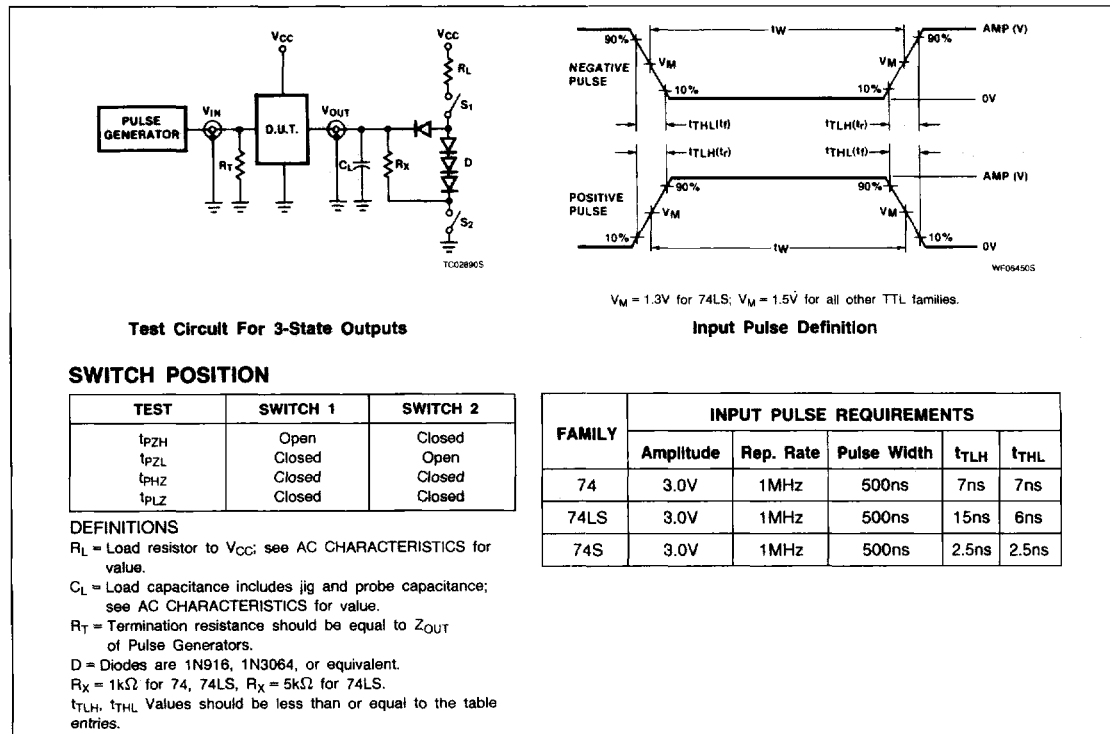 VCC
VCC
RL
S1
PULSE
GENERATOR
VIN
D.U.T.
VOUT
RT
CL
RX
D
S2
TC02890S
Test Circuit For 3-State Outputs
90%
tW
90%
AMP (V)
NEGATIVE
PULSE
VM
VM
10%
10%
0V
tTHL(tf)
tTLH(tr)
tTLH(tr)
tTHL(tf)
AMP (V)
90%
90%
POSITIVE
PULSE
VM
VM
10%
tW
10%
0V
WF06450S
VM = 1.3V for 74LS; VM = 1.5V for all other TTL families.
Input Pulse Definition
SWITCH POSITION
TEST SWITCH 1 SWITCH 2
tPZH Open Closed
tPZL Closed Open
tPHZ Closed Closed
tPLZ Closed Closed
DEFINITIONS
RL = Load resistor to VCC; see AC CHARACTERISTICS for
value.
CL = Load capacitance includes jig and probe capacitance;
see AC CHARACTERISTICS for value.
RT = Termination resistance should be equal to ZOUT
of Pulse Generators.
D = Diodes are 1N916, 1N3064, or equivalent.
RX = 1kΩ for 74, 74LS, RX = 5kΩ for 74LS.
tTLH, tTHL Values should be less than or equal to the table
entries.
FAMILY INPUT PULSE REQUIREMENTS
Amplitude Rep. Rate Pulse Width tTLH tTHL
74 3.0V 1MHz 500ns 7ns 7ns
74LS 3.0V 1MHz 500ns 15ns 6ns
74S 3.0V 1MHz 500ns 2.5ns 2.5ns